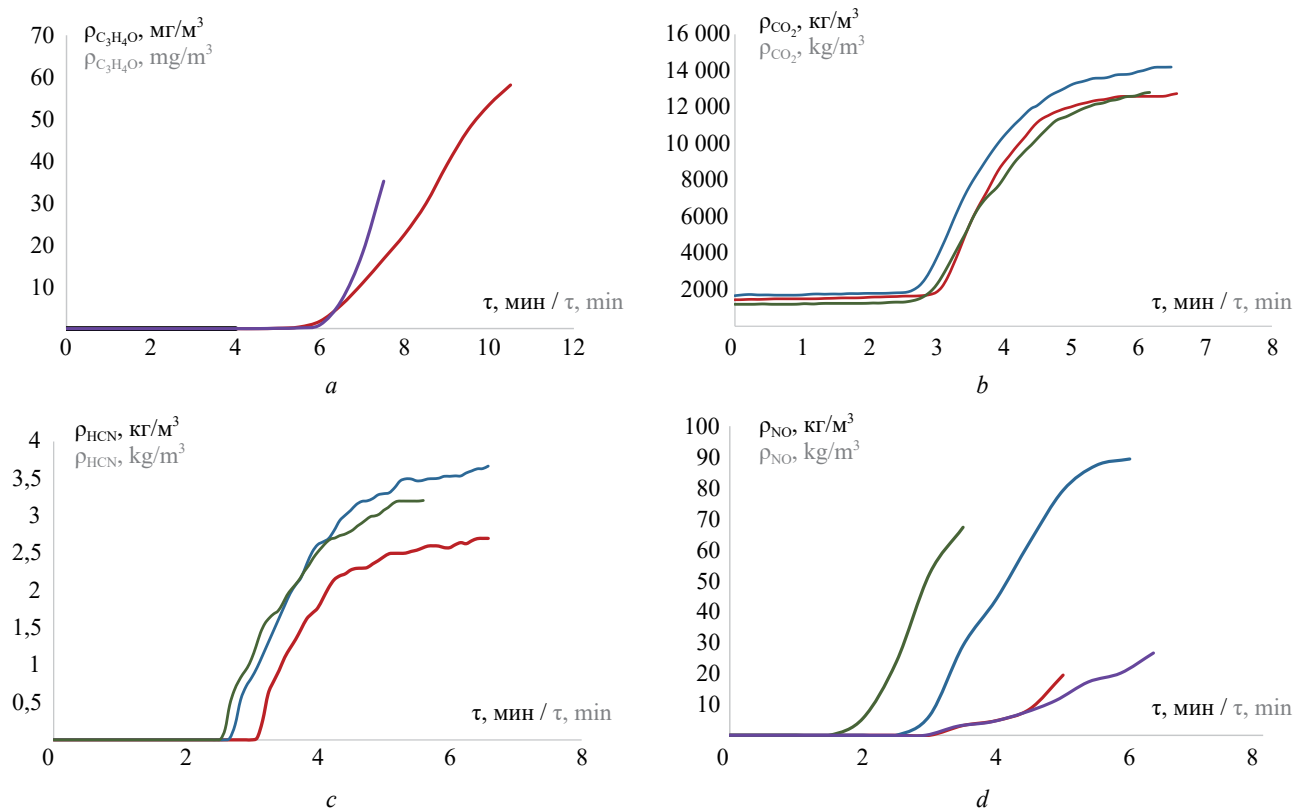 ρC₃H₄O, мг/м³
ρC₃H₄O, mg/m³
70
60
50
40
30
20
10
τ, мин / τ, min
0 2 4 6 8 10 12
a
ρCO₂, кг/м³
ρCO₂, kg/m³
16 000
14 000
12 000
10 000
8000
6000
4000
2000
τ, мин / τ, min
0 1 2 3 4 5 6 7 8
b
ρHCN, кг/м³
ρHCN, kg/m³
4
3,5
3
2,5
2
1,5
1
0,5
τ, мин / τ, min
0 2 4 6 8
c
ρNO, кг/м³
ρNO, kg/m³
100
90
80
70
60
50
40
30
20
10
τ, мин / τ, min
0 2 4 6 8
d